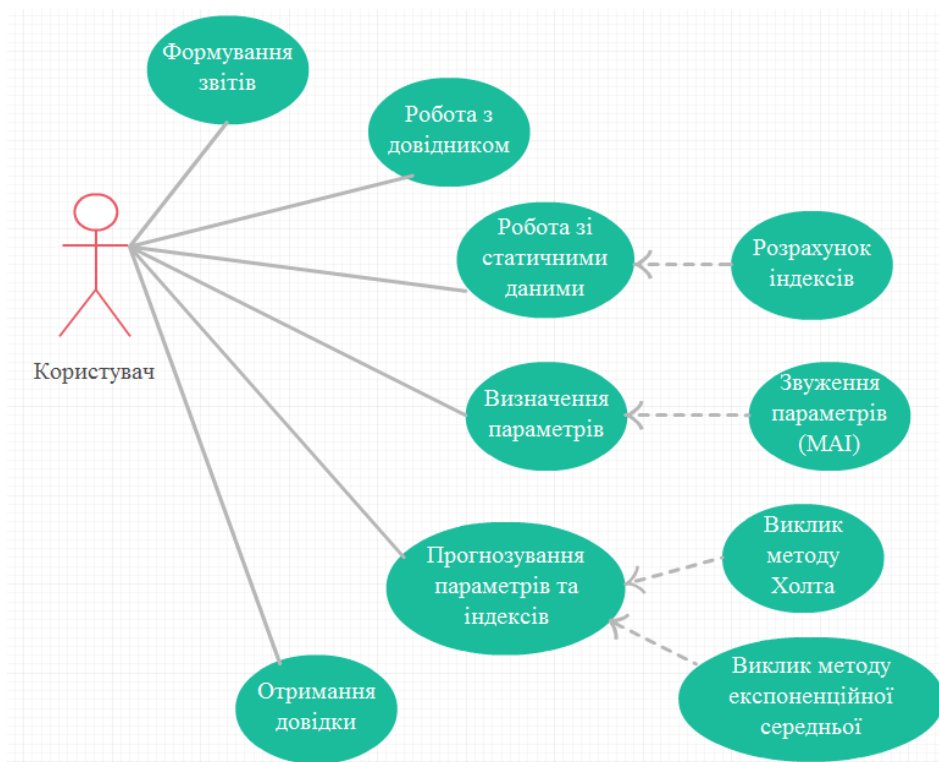 Формування
звітів
Робота з
довідником
Робота зі
статичними
даними
Розрахунок
індексів
Користувач
Визначення
параметрів
Звуження
параметрів
(МАІ)
Прогнозування
параметрів та
індексів
Виклик
методу
Холта
Отримання
довідки
Виклик методу
експоненційної
середньої